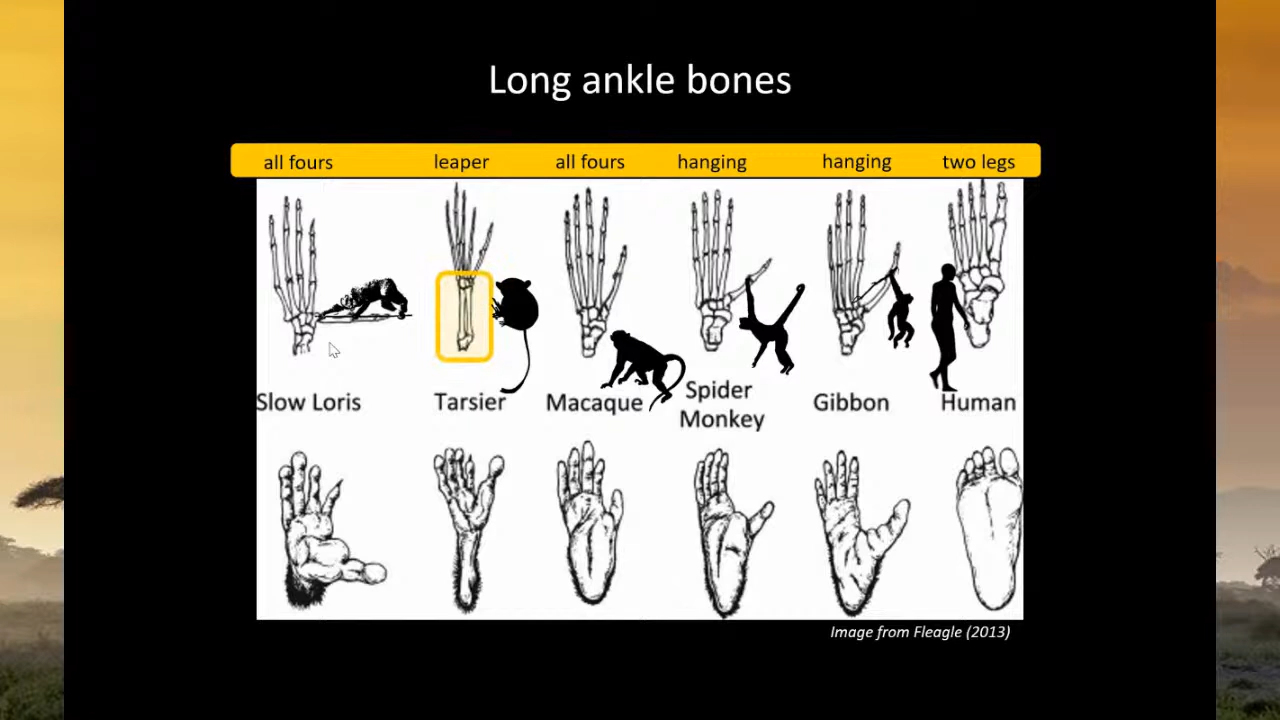 Long ankle bones
all fours leaper all fours hanging hanging two legs
Slow Loris Tarsier Macaque Spider Monkey Gibbon Human
Image from Fleagle (2013)